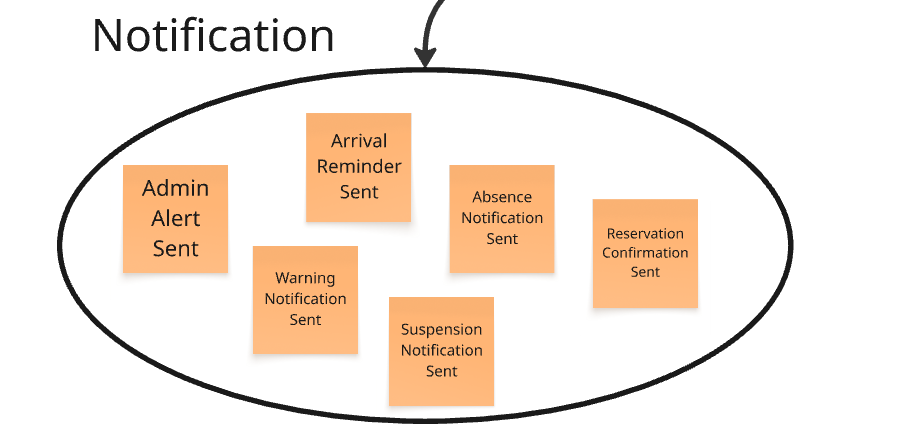 Notification
Arrival
Reminder
Sent
Admin
Alert
Sent
Absence
Notification
Sent
Reservation
Confirmation
Sent
Warning
Notification
Sent
Suspension
Notification
Sent